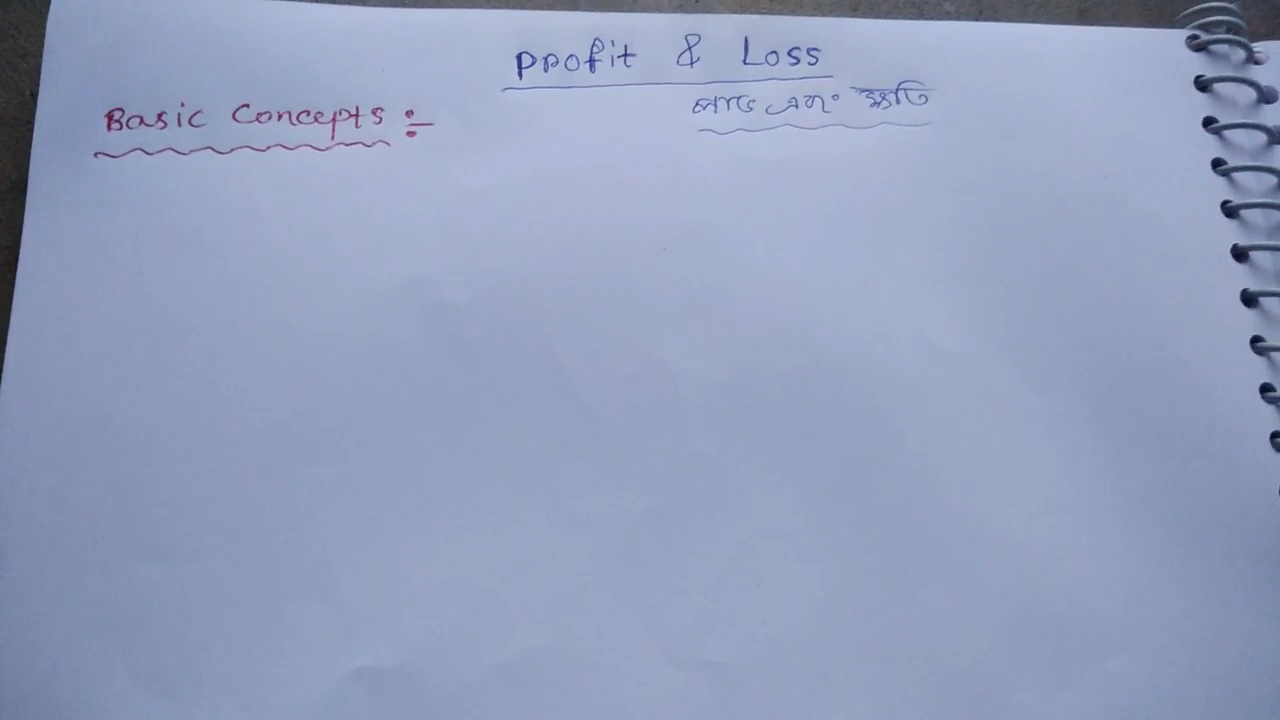 Profit & Loss
লাভ এবং ক্ষতি
Basic Concepts :-